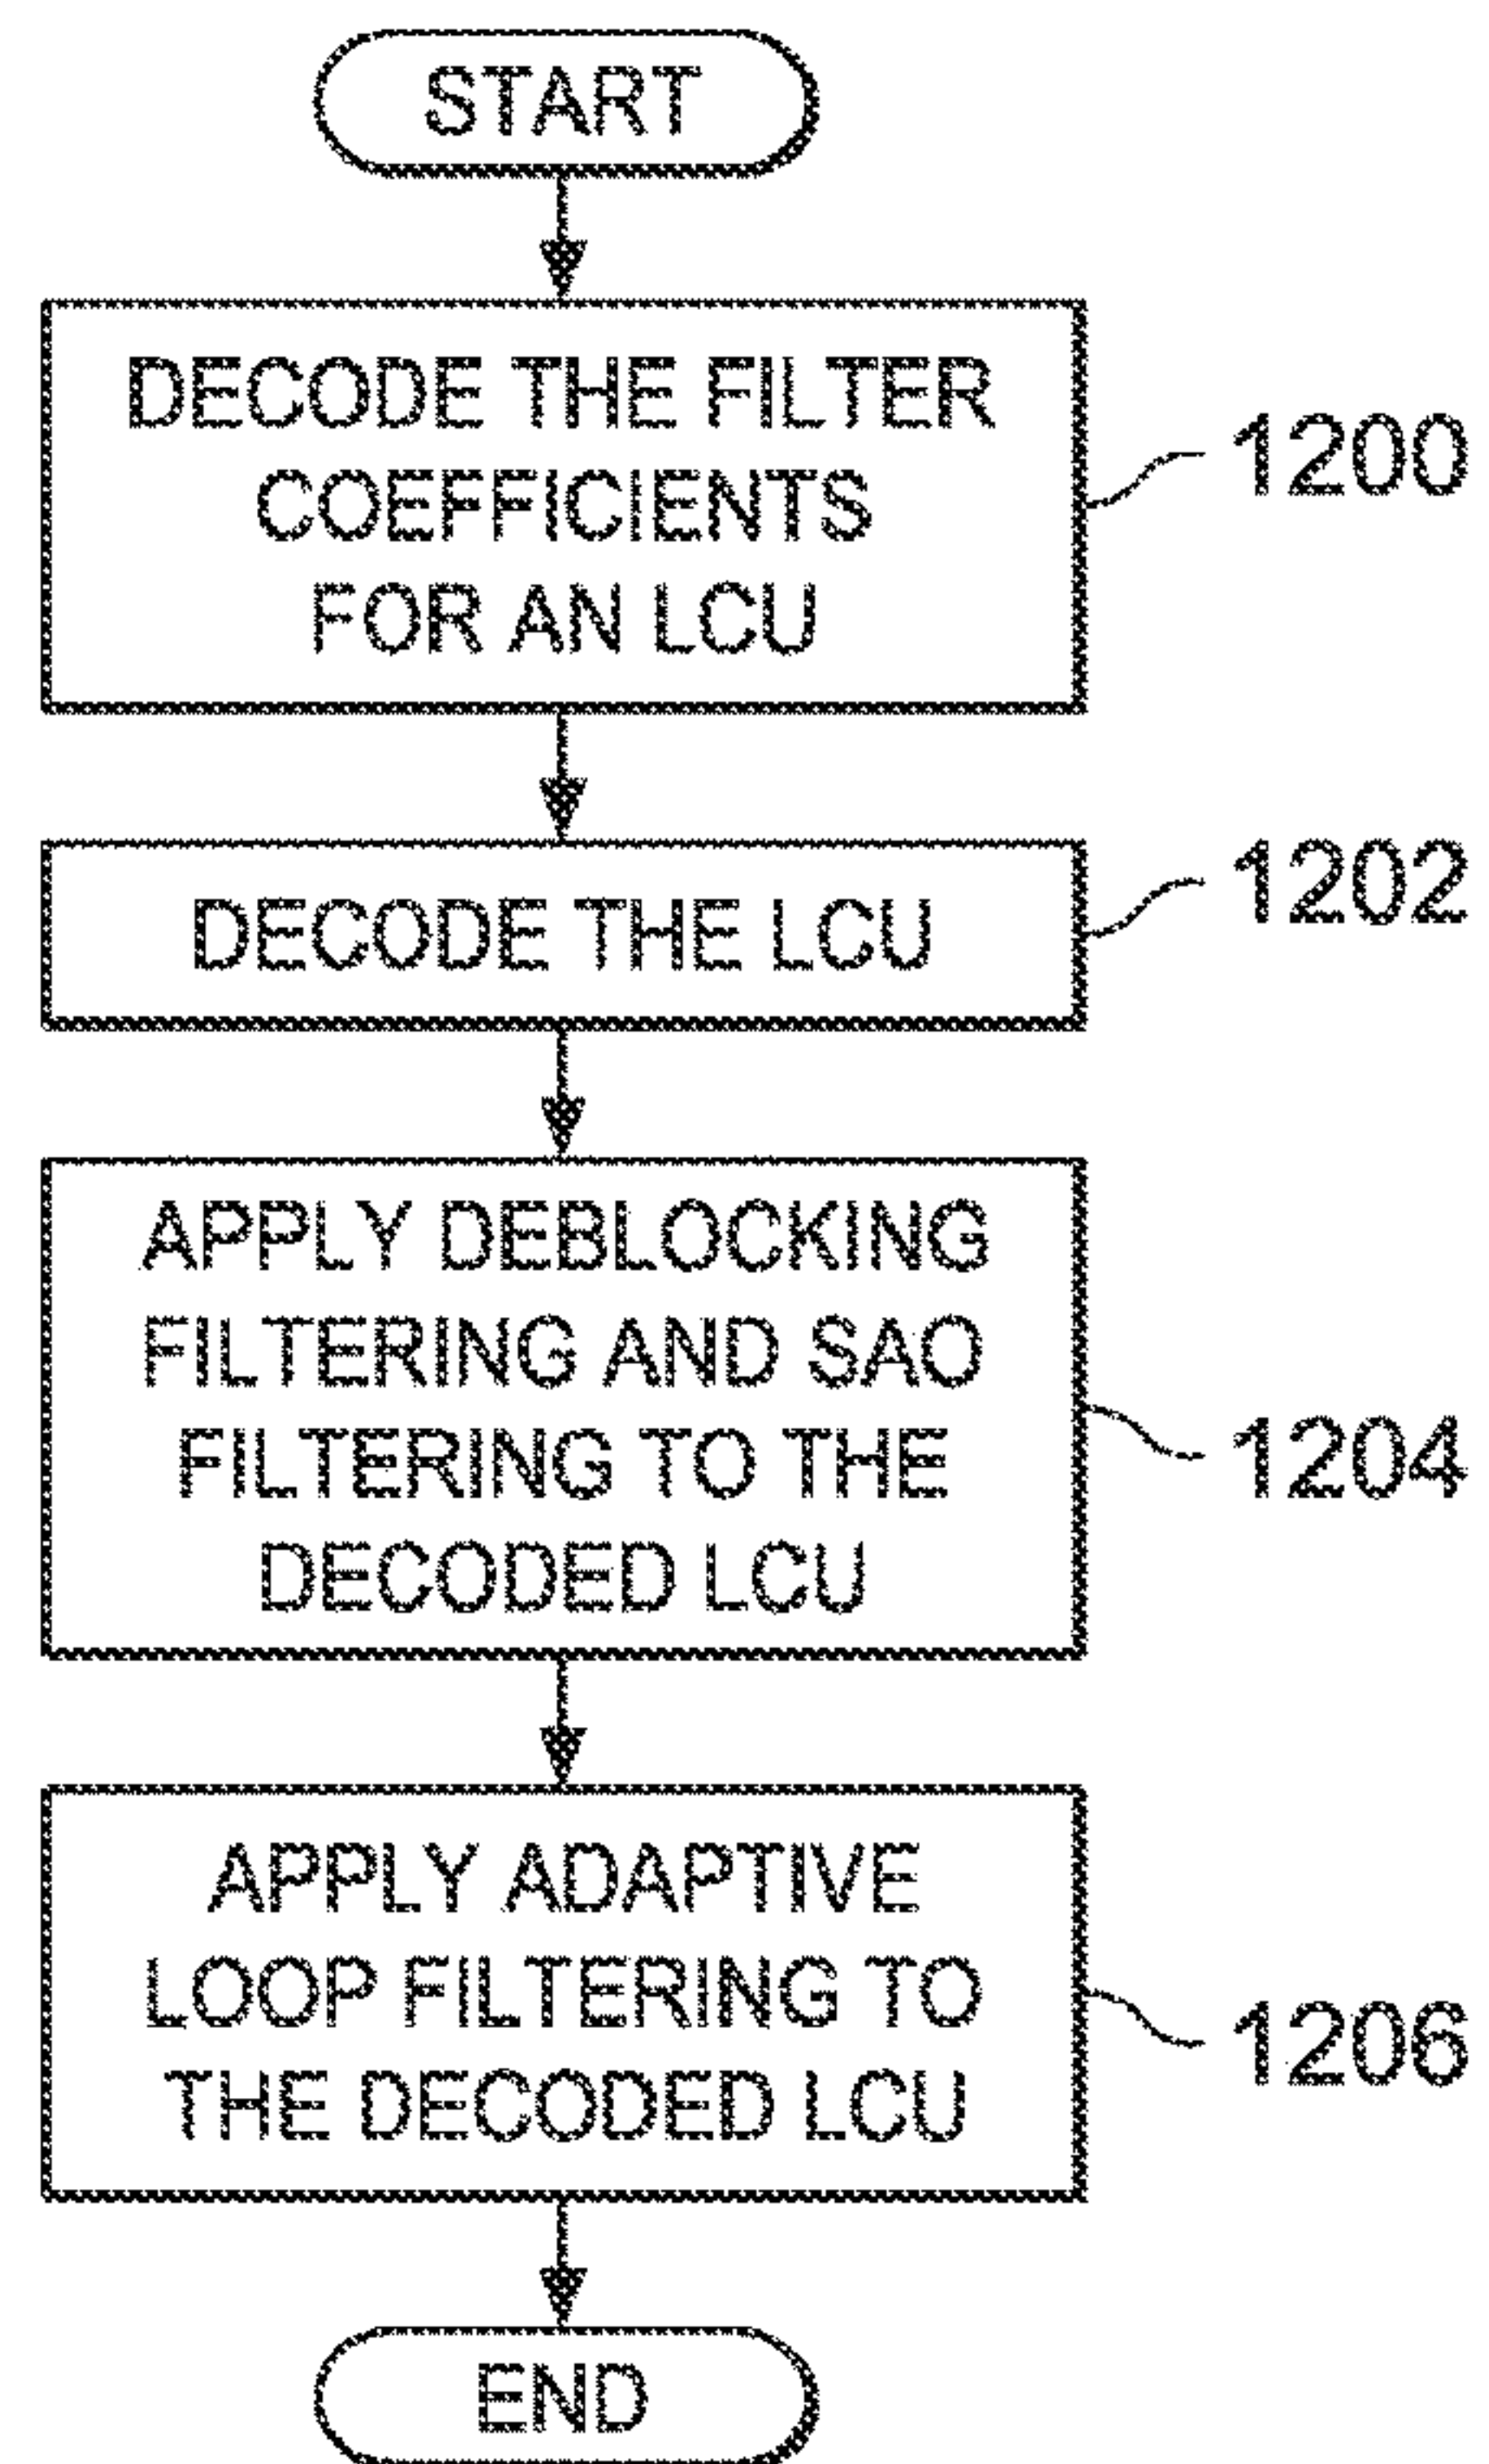 START
DECODE THE FILTER
COEFFICIENTS
FOR AN LCU
1200
DECODE THE LCU
1202
APPLY DEBLOCKING
FILTERING AND SAO
FILTERING TO THE
DECODED LCU
1204
APPLY ADAPTIVE
LOOP FILTERING TO
THE DECODED LCU
1206
END